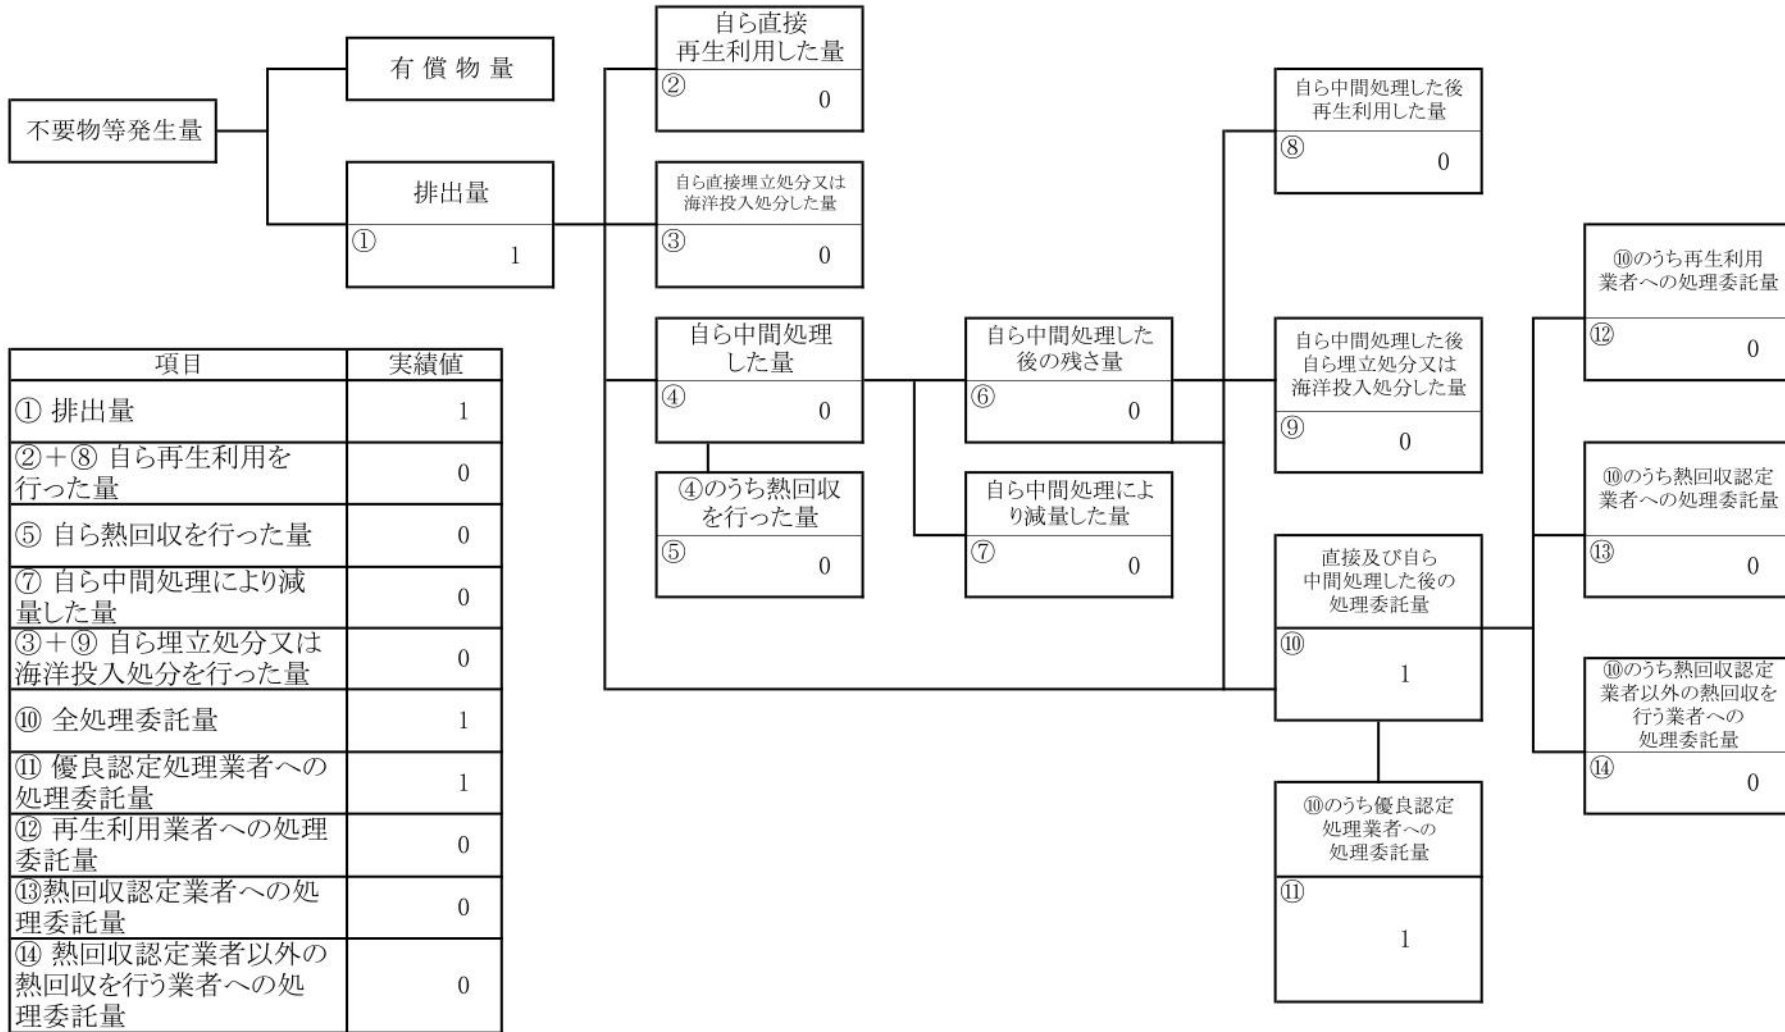 不要物等発生量
有償物量
排出量
①
1
自ら直接
再生利用した量
②
0
自ら直接埋立処分又は
海洋投入処分した量
③
0
自ら中間処理
した量
④
0
④のうち熱回収
を行った量
⑤
0
自ら中間処理した
後の残さ量
⑥
0
自ら中間処理によ
り減量した量
⑦
0
自ら中間処理した後
再生利用した量
⑧
0
自ら中間処理した後
自ら埋立処分又は
海洋投入処分した量
⑨
0
直接及び自ら
中間処理した後の
処理委託量
⑩
1
⑩のうち優良認定
処理業者への
処理委託量
⑪
1
⑩のうち再生利用
業者への処理委託量
⑫
0
⑩のうち熱回収認定
業者への処理委託量
⑬
0
⑩のうち熱回収認定
業者以外の熱回収を
行う業者への
処理委託量
⑭
0
項目 実績値
① 排出量 1
②+⑧ 自ら再生利用を
行った量 0
⑤ 自ら熱回収を行った量 0
⑦ 自ら中間処理により減
量した量 0
③+⑨ 自ら埋立処分又は
海洋投入処分を行った量 0
⑩ 全処理委託量 1
⑪ 優良認定処理業者への
処理委託量 1
⑫ 再生利用業者への処理
委託量 0
⑬熱回収認定業者への処
理委託量 0
⑭ 熱回収認定業者以外の
熱回収を行う業者への処
理委託量 0